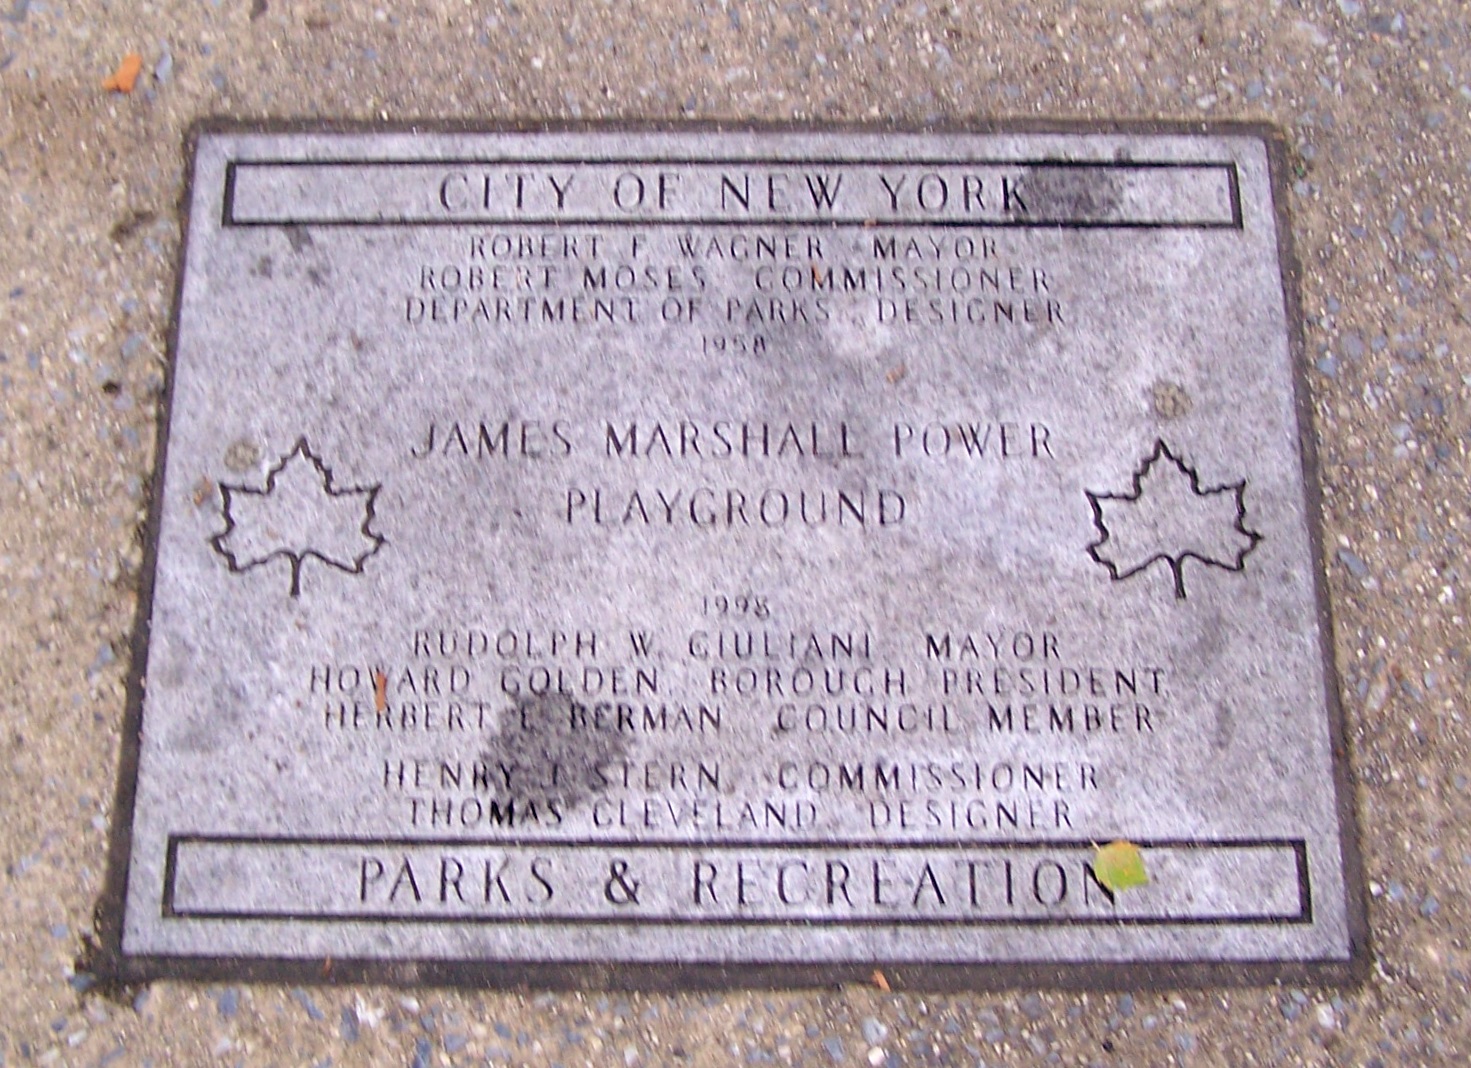 CITY OF NEW YORK
ROBERT F WAGNER MAYOR
ROBERT MOSES COMMISSIONER
DEPARTMENT OF PARKS DESIGNER
1958
JAMES MARSHALL POWER
PLAYGROUND
1998
RUDOLPH W. GIULIANI MAYOR
HOWARD GOLDEN BOROUGH PRESIDENT
HERBERT E BERMAN COUNCIL MEMBER
HENRY J STERN COMMISSIONER
THOMAS CLEVELAND DESIGNER
PARKS & RECREATION